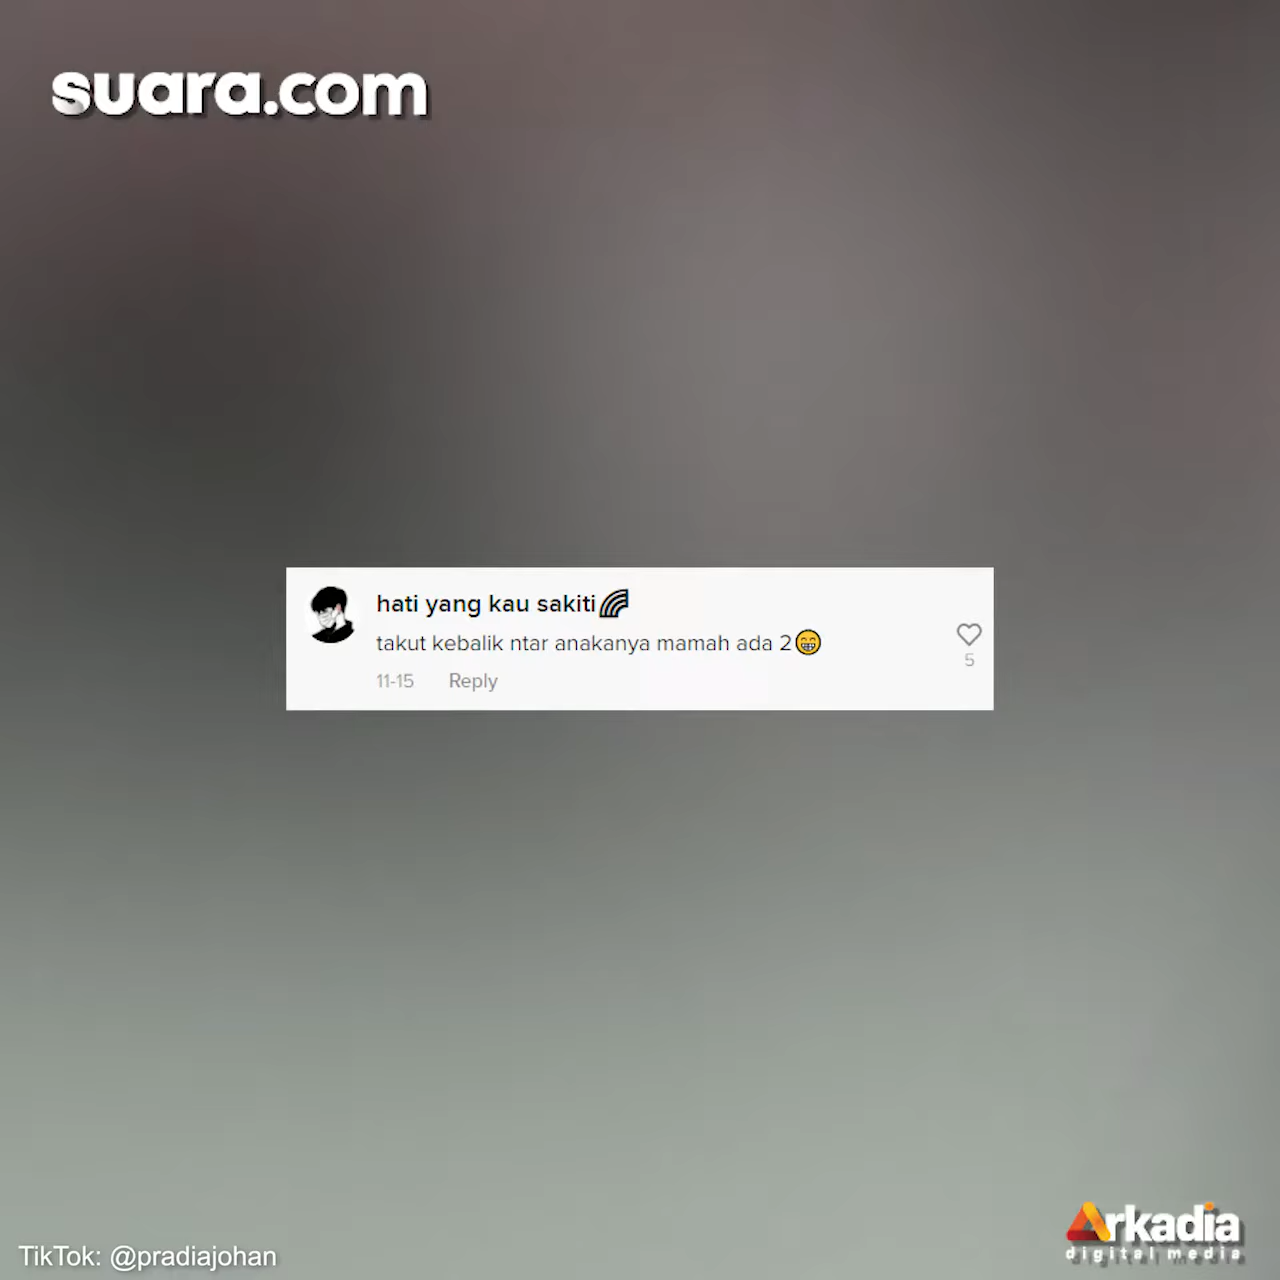 suara.com
hati yang kau sakiti
takut kebalik ntar anakanya mamah ada 2😁
5
11-15 Reply
Arkadia
digital media
TikTok: @pradiajohan